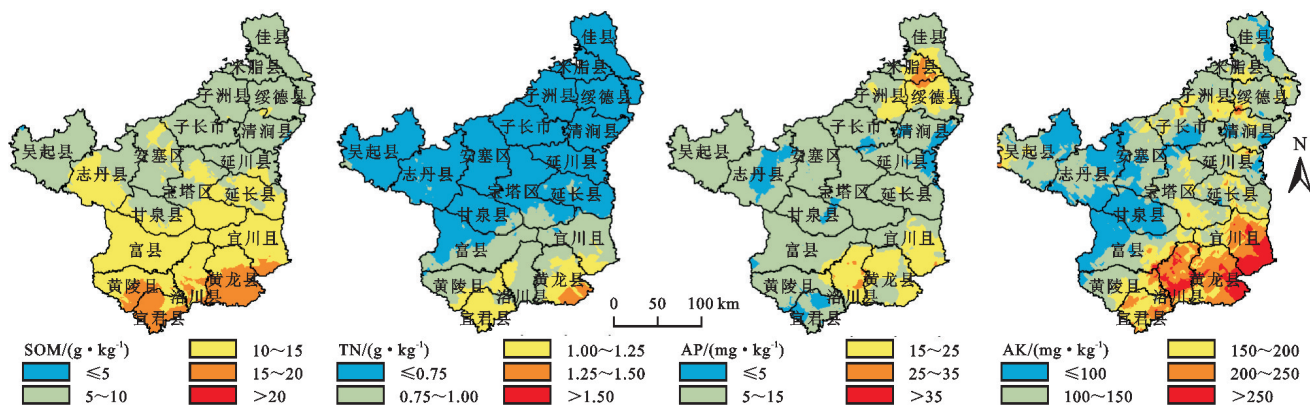 佳县
米脂县
子洲县
绥德县
子长市
清涧县
吴起县
安塞区
延川县
志丹县
宝塔区
延长县
甘泉县
宜川县
富县
黄陵县
黄龙县
洛川县
宜君县
佳县
米脂县
子洲县
绥德县
子长市
清涧县
吴起县
安塞区
延川县
志丹县
宝塔区
延长县
甘泉县
宜川县
富县
黄陵县
黄龙县
洛川县
宜君县
佳县
米脂县
子洲县
绥德县
子长市
清涧县
吴起县
安塞区
延川县
志丹县
宝塔区
延长县
甘泉县
宜川县
富县
黄陵县
黄龙县
洛川县
宜君县
佳县
米脂县
子洲县
绥德县
子长市
清涧县
吴起县
安塞区
延川县
志丹县
宝塔区
延长县
甘泉县
宜川县
富县
黄陵县
黄龙县
洛川县
宜君县
N
0 50 100 km
SOM/(g·kg⁻¹)
≤5
5~10
10~15
15~20
>20
TN/(g·kg⁻¹)
≤0.75
0.75~1.00
1.00~1.25
1.25~1.50
>1.50
AP/(mg·kg⁻¹)
≤5
5~15
15~25
25~35
>35
AK/(mg·kg⁻¹)
≤100
100~150
150~200
200~250
>250